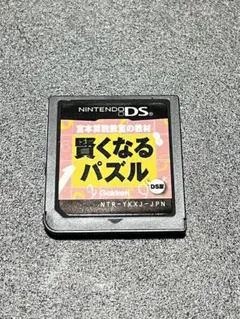 NINTENDO DS
宮本算数教室の教材
賢くなる
パズル
DS版
Gakken
NTR-YKXJ-JPN